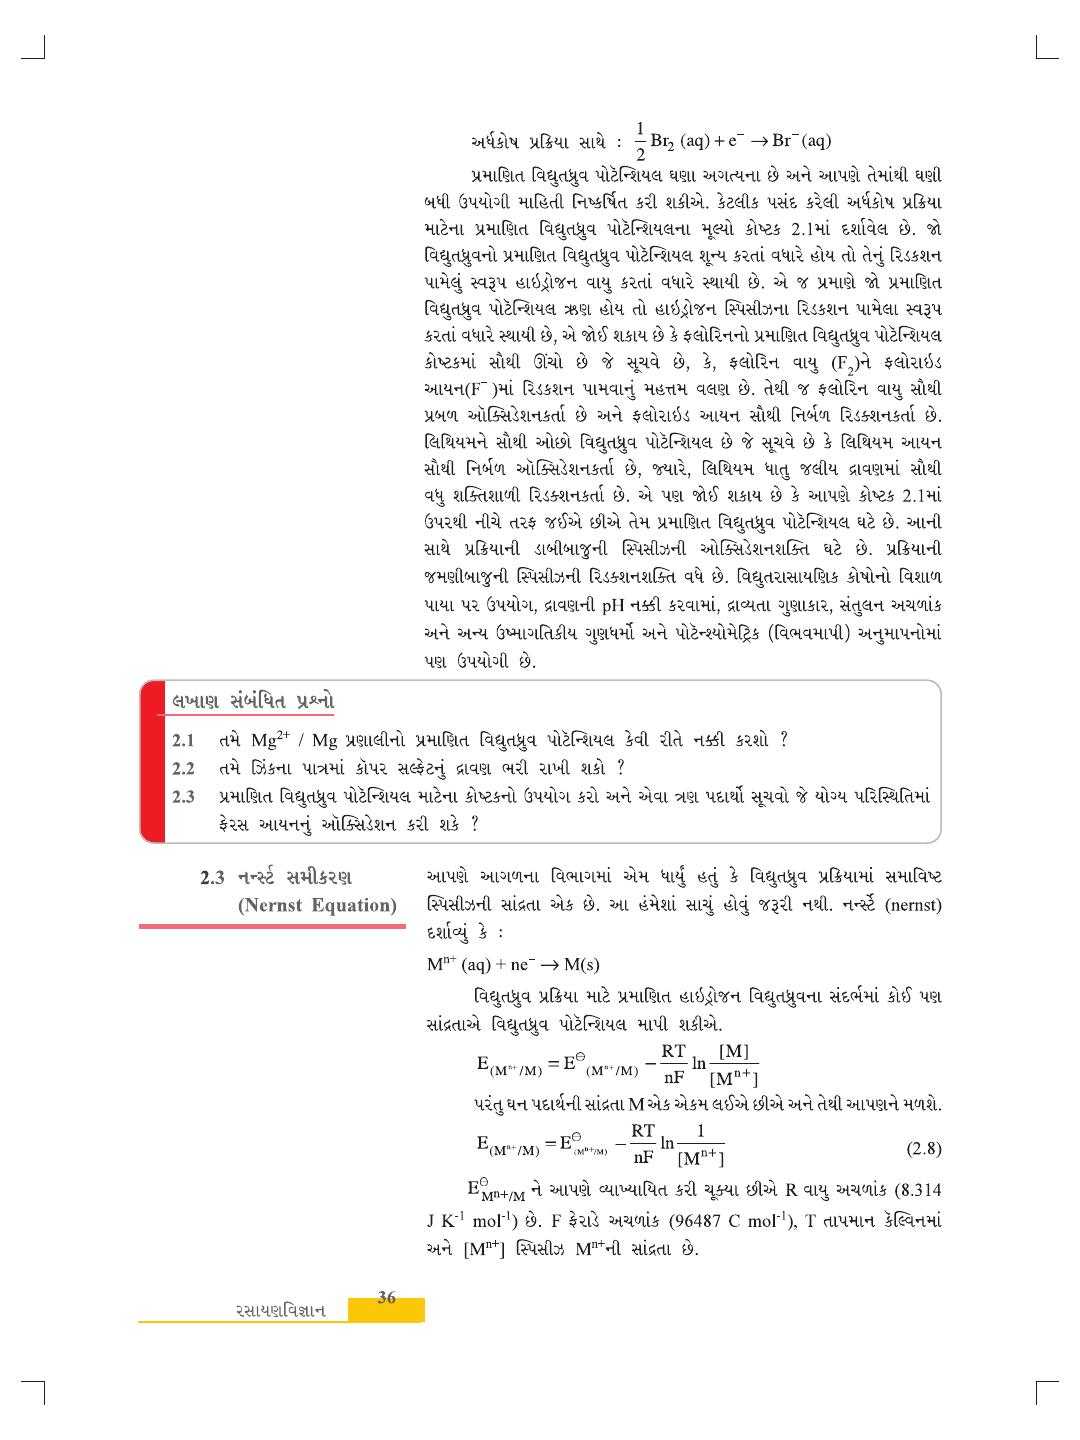 અર્ધકોષ પ્રક્રિયા સાથે : 1/2 Br₂ (aq) + e⁻ → Br⁻ (aq)
પ્રમાણિત વિદ્યુતધ્રુવ પોટૅન્શિયલ ઘણા અગત્યના છે અને આપણે તેમાંથી ઘણી
બધી ઉપયોગી માહિતી નિષ્કર્ષિત કરી શકીએ. કેટલીક પસંદ કરેલી અર્ધકોષ પ્રક્રિયા
માટેના પ્રમાણિત વિદ્યુતધ્રુવ પોટૅન્શિયલના મૂલ્યો કોષ્ટક 2.1માં દર્શાવેલ છે. જો
વિદ્યુતધ્રુવનો પ્રમાણિત વિદ્યુતધ્રુવ પોટૅન્શિયલ શૂન્ય કરતાં વધારે હોય તો તેનું રિડકશન
પામેલું સ્વરૂપ હાઇડ્રોજન વાયુ કરતાં વધારે સ્થાયી છે. એ જ પ્રમાણે જો પ્રમાણિત
વિદ્યુતધ્રુવ પોટૅન્શિયલ ઋણ હોય તો હાઇડ્રોજન સ્પિસીઝના રિડકશન પામેલા સ્વરૂપ
કરતાં વધારે સ્થાયી છે, એ જોઈ શકાય છે કે ફલોરિનનો પ્રમાણિત વિદ્યુતધ્રુવ પોટૅન્શિયલ
કોષ્ટકમાં સૌથી ઊંચો છે જે સૂચવે છે, કે, ફલોરિન વાયુ (F₂)ને ફલોરાઇડ
આયન(F⁻ )માં રિડકશન પામવાનું મહત્તમ વલણ છે. તેથી જ ફલોરિન વાયુ સૌથી
પ્રબળ ઑક્સિડેશનકર્તા છે અને ફલોરાઇડ આયન સૌથી નિર્બળ રિડક્શનકર્તા છે.
લિથિયમને સૌથી ઓછો વિદ્યુતધ્રુવ પોટૅન્શિયલ છે જે સૂચવે છે કે લિથિયમ આયન
સૌથી નિર્બળ ઑક્સિડેશનકર્તા છે, જ્યારે, લિથિયમ ધાતુ જલીય દ્રાવણમાં સૌથી
વધુ શક્તિશાળી રિડક્શનકર્તા છે. એ પણ જોઈ શકાય છે કે આપણે કોષ્ટક 2.1માં
ઉપરથી નીચે તરફ જઈએ છીએ તેમ પ્રમાણિત વિદ્યુતધ્રુવ પોટૅન્શિયલ ઘટે છે. આની
સાથે પ્રક્રિયાની ડાબીબાજુની સ્પિસીઝની ઓક્સિડેશનશક્તિ ઘટે છે. પ્રક્રિયાની
જમણીબાજુની સ્પિસીઝની રિડક્શનશક્તિ વધે છે. વિદ્યુતરાસાયણિક કોષોનો વિશાળ
પાયા પર ઉપયોગ, દ્રાવણની pH નક્કી કરવામાં, દ્રાવ્યતા ગુણાકાર, સંતુલન અચળાંક
અને અન્ય ઉષ્માગતિકીય ગુણધર્મો અને પોટૅન્શ્યોમેટ્રિક (વિભવમાપી) અનુમાપનોમાં
પણ ઉપયોગી છે.
લખાણ સંબંધિત પ્રશ્નો
2.1 તમે Mg²⁺ / Mg પ્રણાલીનો પ્રમાણિત વિદ્યુતધ્રુવ પોટૅન્શિયલ કેવી રીતે નક્કી કરશો ?
2.2 તમે ઝિંકના પાત્રમાં કૉપર સલ્ફેટનું દ્રાવણ ભરી રાખી શકો ?
2.3 પ્રમાણિત વિદ્યુતધ્રુવ પોટૅન્શિયલ માટેના કોષ્ટકનો ઉપયોગ કરો અને એવા ત્રણ પદાર્થો સૂચવો જે યોગ્ય પરિસ્થિતિમાં
ફેરસ આયનનું ઑક્સિડેશન કરી શકે ?
2.3 નર્ન્સ્ટ સમીકરણ
(Nernst Equation)
આપણે આગળના વિભાગમાં એમ ધાર્યું હતું કે વિદ્યુતધ્રુવ પ્રક્રિયામાં સમાવિષ્ટ
સ્પિસીઝની સાંદ્રતા એક છે. આ હંમેશાં સાચું હોવું જરૂરી નથી. નર્ન્સ્ટે (nernst)
દર્શાવ્યું કે :
Mⁿ⁺ (aq) + ne⁻ → M(s)
વિદ્યુતધ્રુવ પ્રક્રિયા માટે પ્રમાણિત હાઇડ્રોજન વિદ્યુતધ્રુવના સંદર્ભમાં કોઈ પણ
સાંદ્રતાએ વિદ્યુતધ્રુવ પોટૅન્શિયલ માપી શકીએ.
E(Mⁿ⁺/M) = E⊖(Mⁿ⁺/M) − RT/nF ln [M]/[Mⁿ⁺]
પરંતુ ઘન પદાર્થની સાંદ્રતા M એક એકમ લઈએ છીએ અને તેથી આપણને મળશે.
E(Mⁿ⁺/M) = E⊖(Mⁿ⁺/M) − RT/nF ln 1/[Mⁿ⁺] (2.8)
E⊖Mⁿ⁺/M ને આપણે વ્યાખ્યાયિત કરી ચૂક્યા છીએ R વાયુ અચળાંક (8.314
J K⁻¹ mol⁻¹) છે. F ફેરાડે અચળાંક (96487 C mol⁻¹), T તાપમાન કૅલ્વિનમાં
અને [Mⁿ⁺] સ્પિસીઝ Mⁿ⁺ની સાંદ્રતા છે.
રસાયણવિજ્ઞાન 36